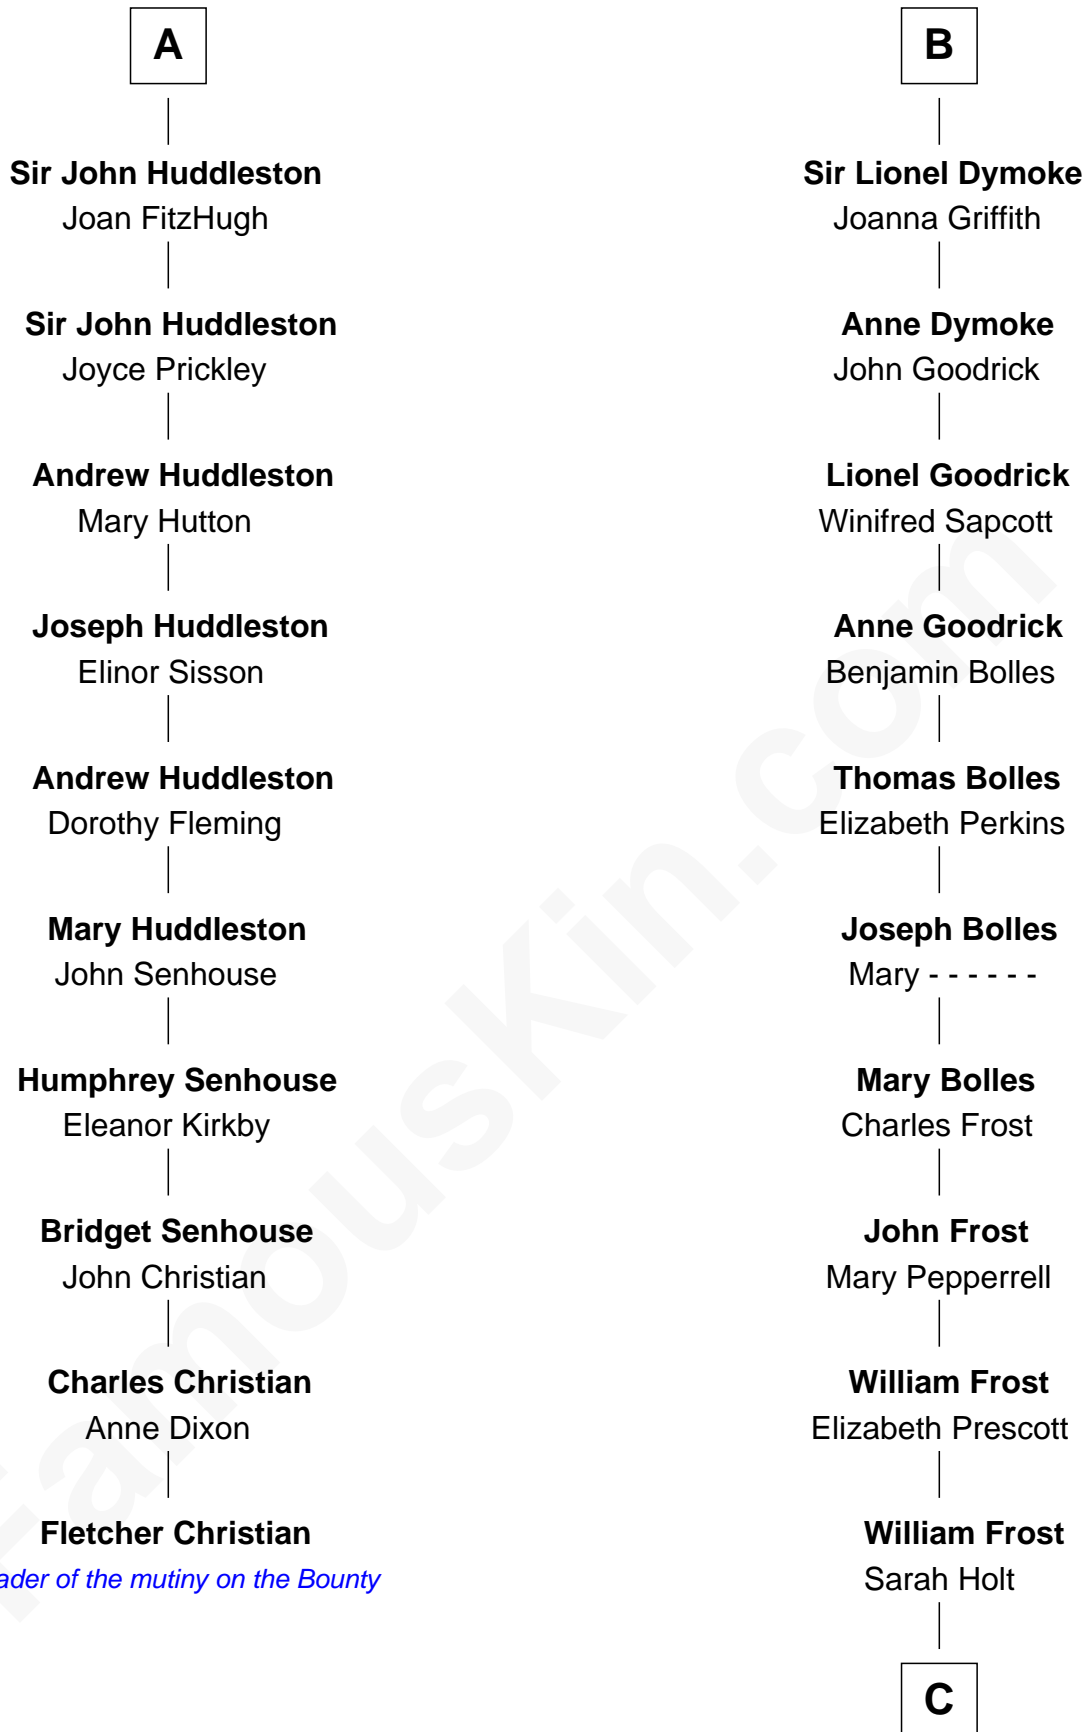 A
Sir John Huddleston
Joan FitzHugh
Sir John Huddleston
Joyce Prickley
Andrew Huddleston
Mary Hutton
Joseph Huddleston
Elinor Sisson
Andrew Huddleston
Dorothy Fleming
Mary Huddleston
John Senhouse
Humphrey Senhouse
Eleanor Kirkby
Bridget Senhouse
John Christian
Charles Christian
Anne Dixon
Fletcher Christian
ader of the mutiny on the Bounty
B
Sir Lionel Dymoke
Joanna Griffith
Anne Dymoke
John Goodrick
Lionel Goodrick
Winifred Sapcott
Anne Goodrick
Benjamin Bolles
Thomas Bolles
Elizabeth Perkins
Joseph Bolles
Mary - - - - - -
Mary Bolles
Charles Frost
John Frost
Mary Pepperrell
William Frost
Elizabeth Prescott
William Frost
Sarah Holt
C
FamousKin.com